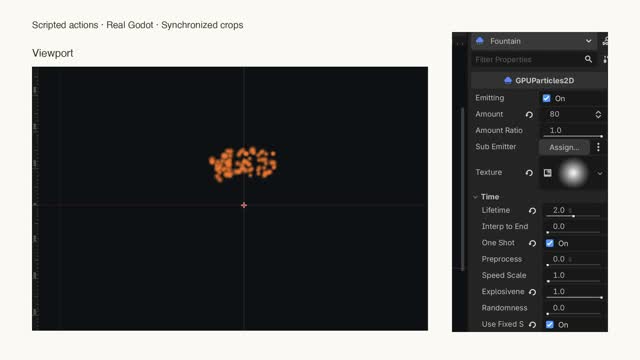 Scripted actions · Real Godot · Synchronized crops
Viewport
Fountain
Filter Properties
GPUParticles2D
Emitting On
Amount 80
Amount Ratio 1.0
Sub Emitter Assign...
Texture
Time
Lifetime 2.0 s
Interp to End 0.0
One Shot On
Preprocess 0.0 s
Speed Scale 1.0
Explosivene 1.0
Randomness 0.0
Use Fixed S On